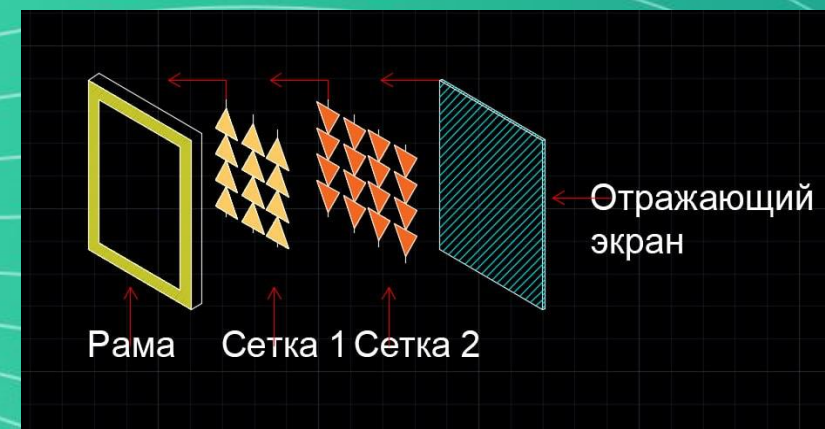 Отражающий
экран
Рама
Сетка 1
Сетка 2